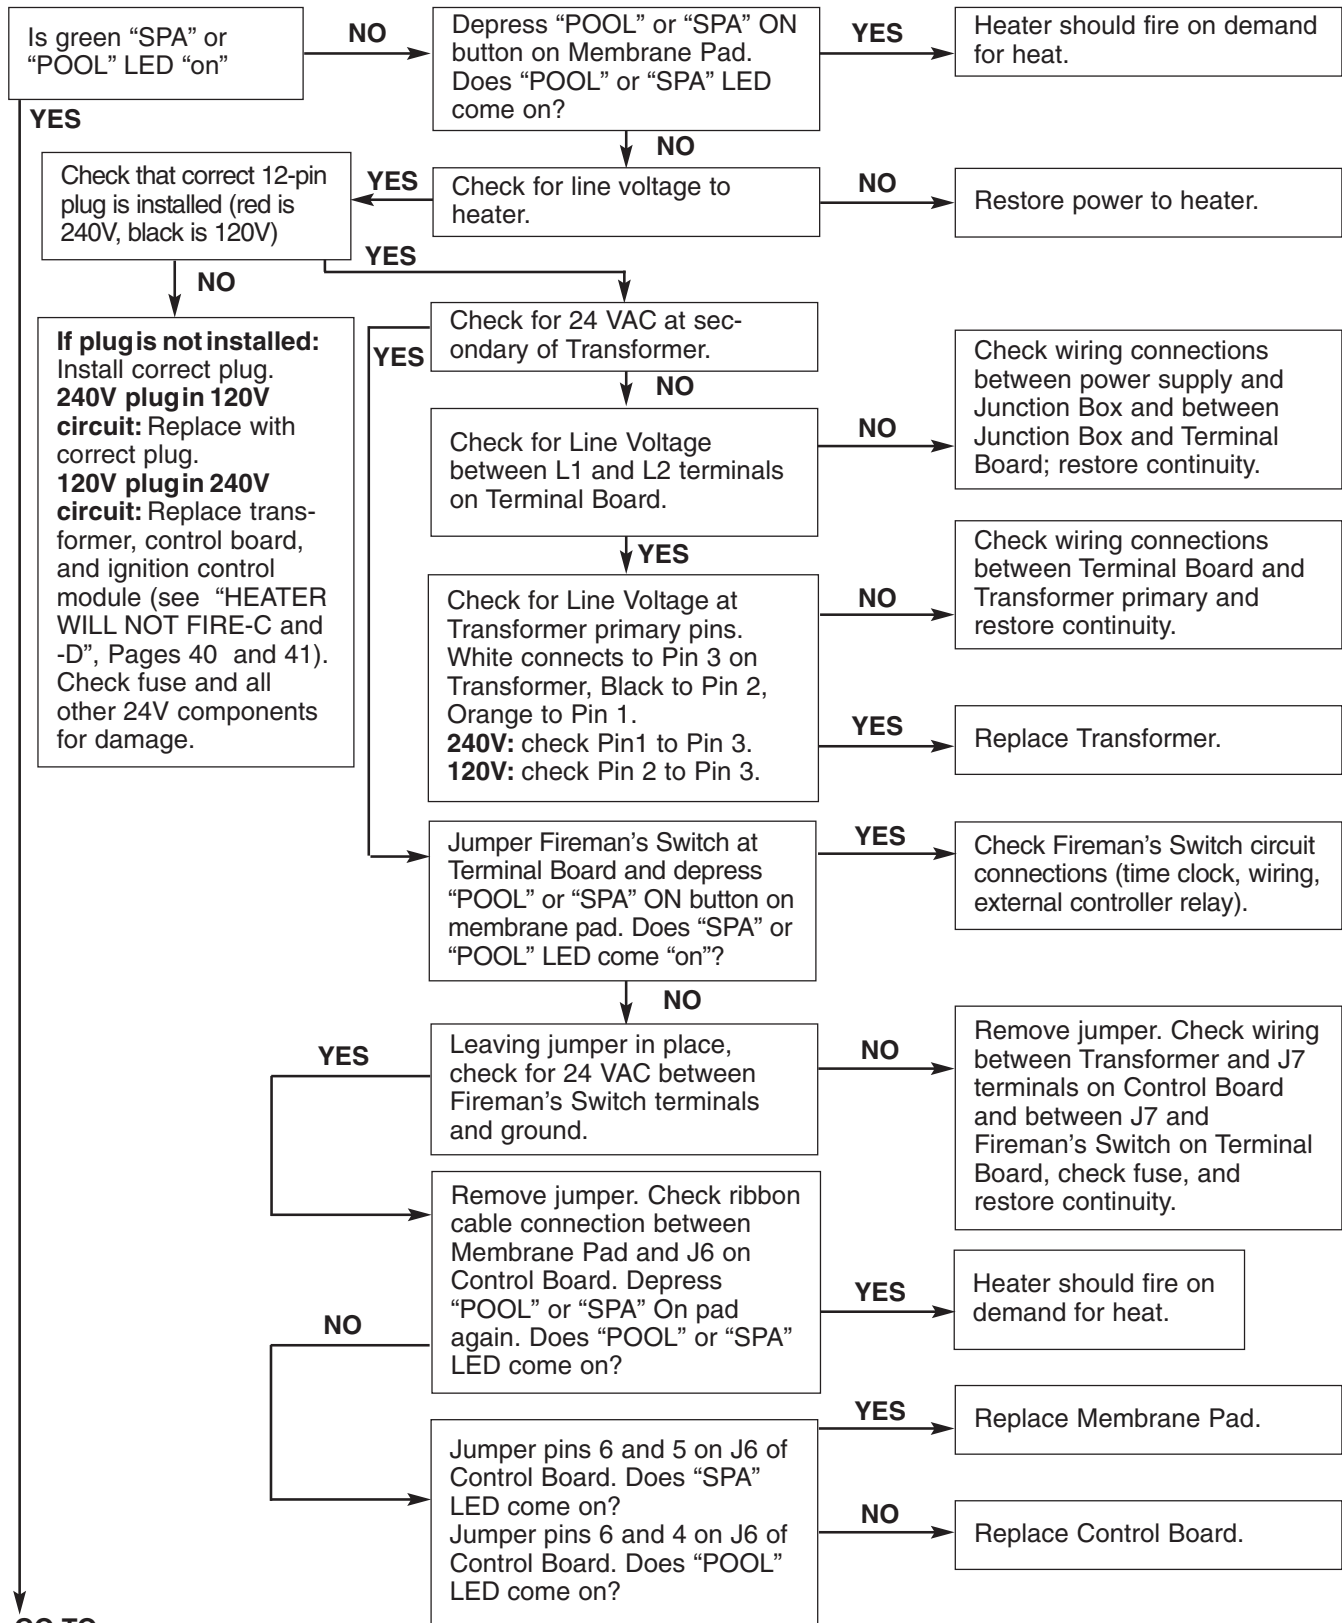 Is green “SPA” or
“POOL” LED “on”
NO
Depress “POOL” or “SPA” ON
button on Membrane Pad.
Does “POOL” or “SPA” LED
come on?
YES
Heater should fire on demand
for heat.
YES
NO
Check that correct 12-pin
plug is installed (red is
240V, black is 120V)
YES
Check for line voltage to
heater.
NO
Restore power to heater.
NO
YES
If plug is not installed:
Install correct plug.
240V plug in 120V
circuit: Replace with
correct plug.
120V plug in 240V
circuit: Replace trans-
former, control board,
and ignition control
module (see “HEATER
WILL NOT FIRE-C and
-D”, Pages 40 and 41).
Check fuse and all
other 24V components
for damage.
Check for 24 VAC at sec-
ondary of Transformer.
YES
NO
Check for Line Voltage
between L1 and L2 terminals
on Terminal Board.
NO
Check wiring connections
between power supply and
Junction Box and between
Junction Box and Terminal
Board; restore continuity.
YES
Check for Line Voltage at
Transformer primary pins.
White connects to Pin 3 on
Transformer, Black to Pin 2,
Orange to Pin 1.
240V: check Pin1 to Pin 3.
120V: check Pin 2 to Pin 3.
NO
Check wiring connections
between Terminal Board and
Transformer primary and
restore continuity.
YES
Replace Transformer.
Jumper Fireman’s Switch at
Terminal Board and depress
“POOL” or “SPA” ON button on
membrane pad. Does “SPA” or
“POOL” LED come “on”?
YES
Check Fireman’s Switch circuit
connections (time clock, wiring,
external controller relay).
NO
Leaving jumper in place,
check for 24 VAC between
Fireman’s Switch terminals
and ground.
YES
NO
Remove jumper. Check wiring
between Transformer and J7
terminals on Control Board
and between J7 and
Fireman’s Switch on Terminal
Board, check fuse, and
restore continuity.
Remove jumper. Check ribbon
cable connection between
Membrane Pad and J6 on
Control Board. Depress
“POOL” or “SPA” On pad
again. Does “POOL” or “SPA”
LED come on?
YES
Heater should fire on
demand for heat.
NO
Jumper pins 6 and 5 on J6 of
Control Board. Does “SPA”
LED come on?
Jumper pins 6 and 4 on J6 of
Control Board. Does “POOL”
LED come on?
YES
Replace Membrane Pad.
NO
Replace Control Board.
GO TO